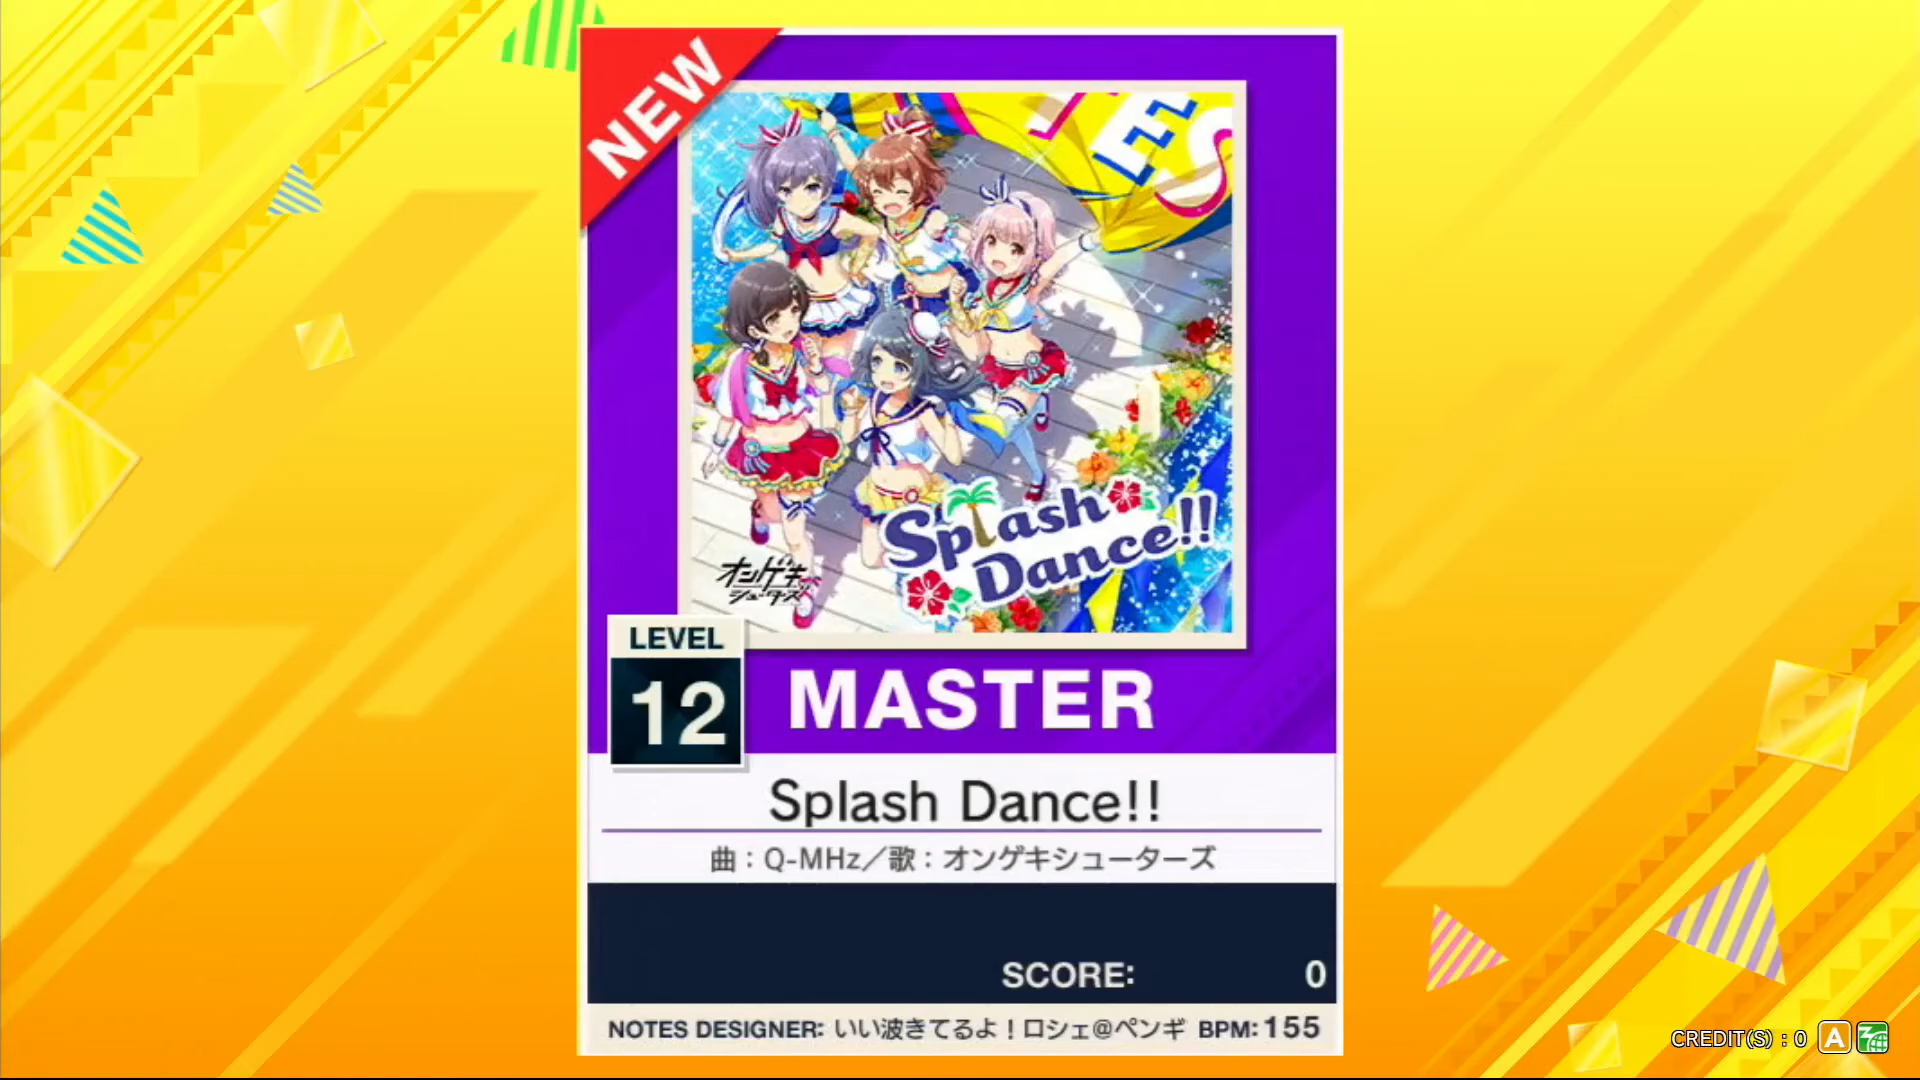 NEW
ES
オンゲキ
シューターズ
Splash
Dance!!
LEVEL
12
MASTER
Splash Dance!!
曲：Q-MHz／歌：オンゲキシューターズ
SCORE: 0
NOTES DESIGNER: いい波きてるよ！ロシェ@ペンギ BPM: 155
CREDIT(S) : 0 A